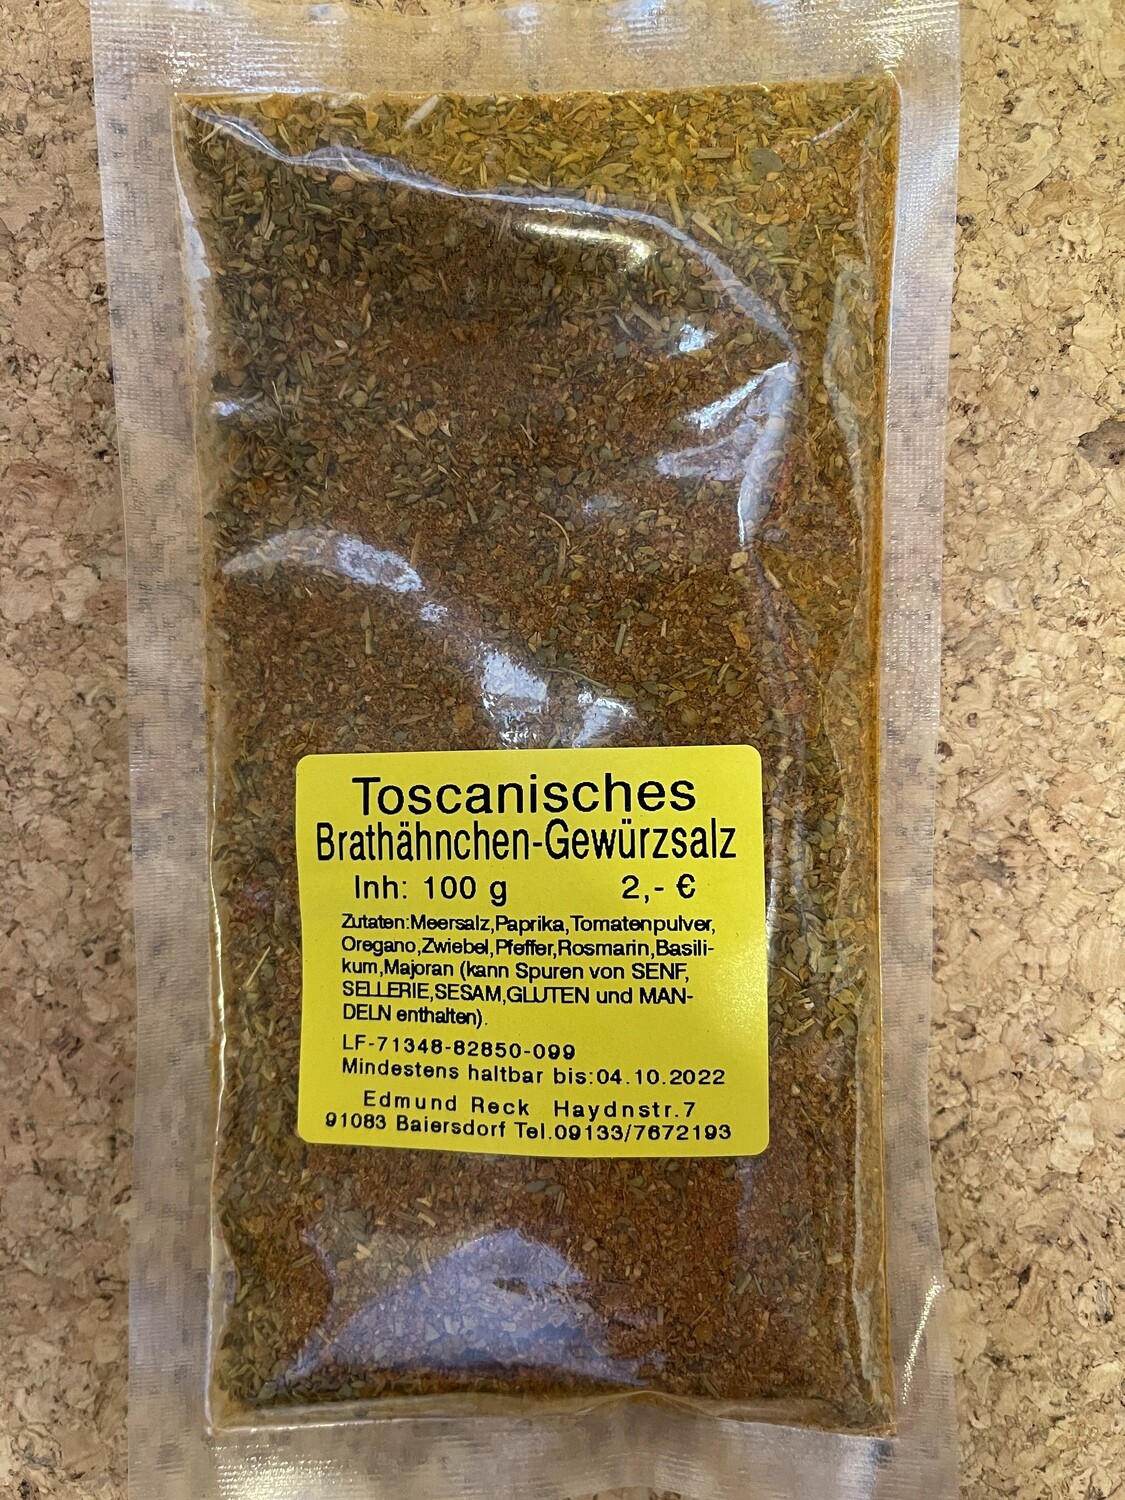 Toscanisches
Brathähnchen-Gewürzsalz
Inh: 100 g 2,- €
Zutaten:Meersalz,Paprika,Tomatenpulver,
Oregano,Zwiebel,Pfeffer,Rosmarin,Basili-
kum,Majoran (kann Spuren von SENF,
SELLERIE,SESAM,GLUTEN und MAN-
DELN enthalten).
LF-71348-82850-099
Mindestens haltbar bis:04.10.2022
Edmund Reck Haydnstr.7
91083 Baiersdorf Tel.09133/7672193